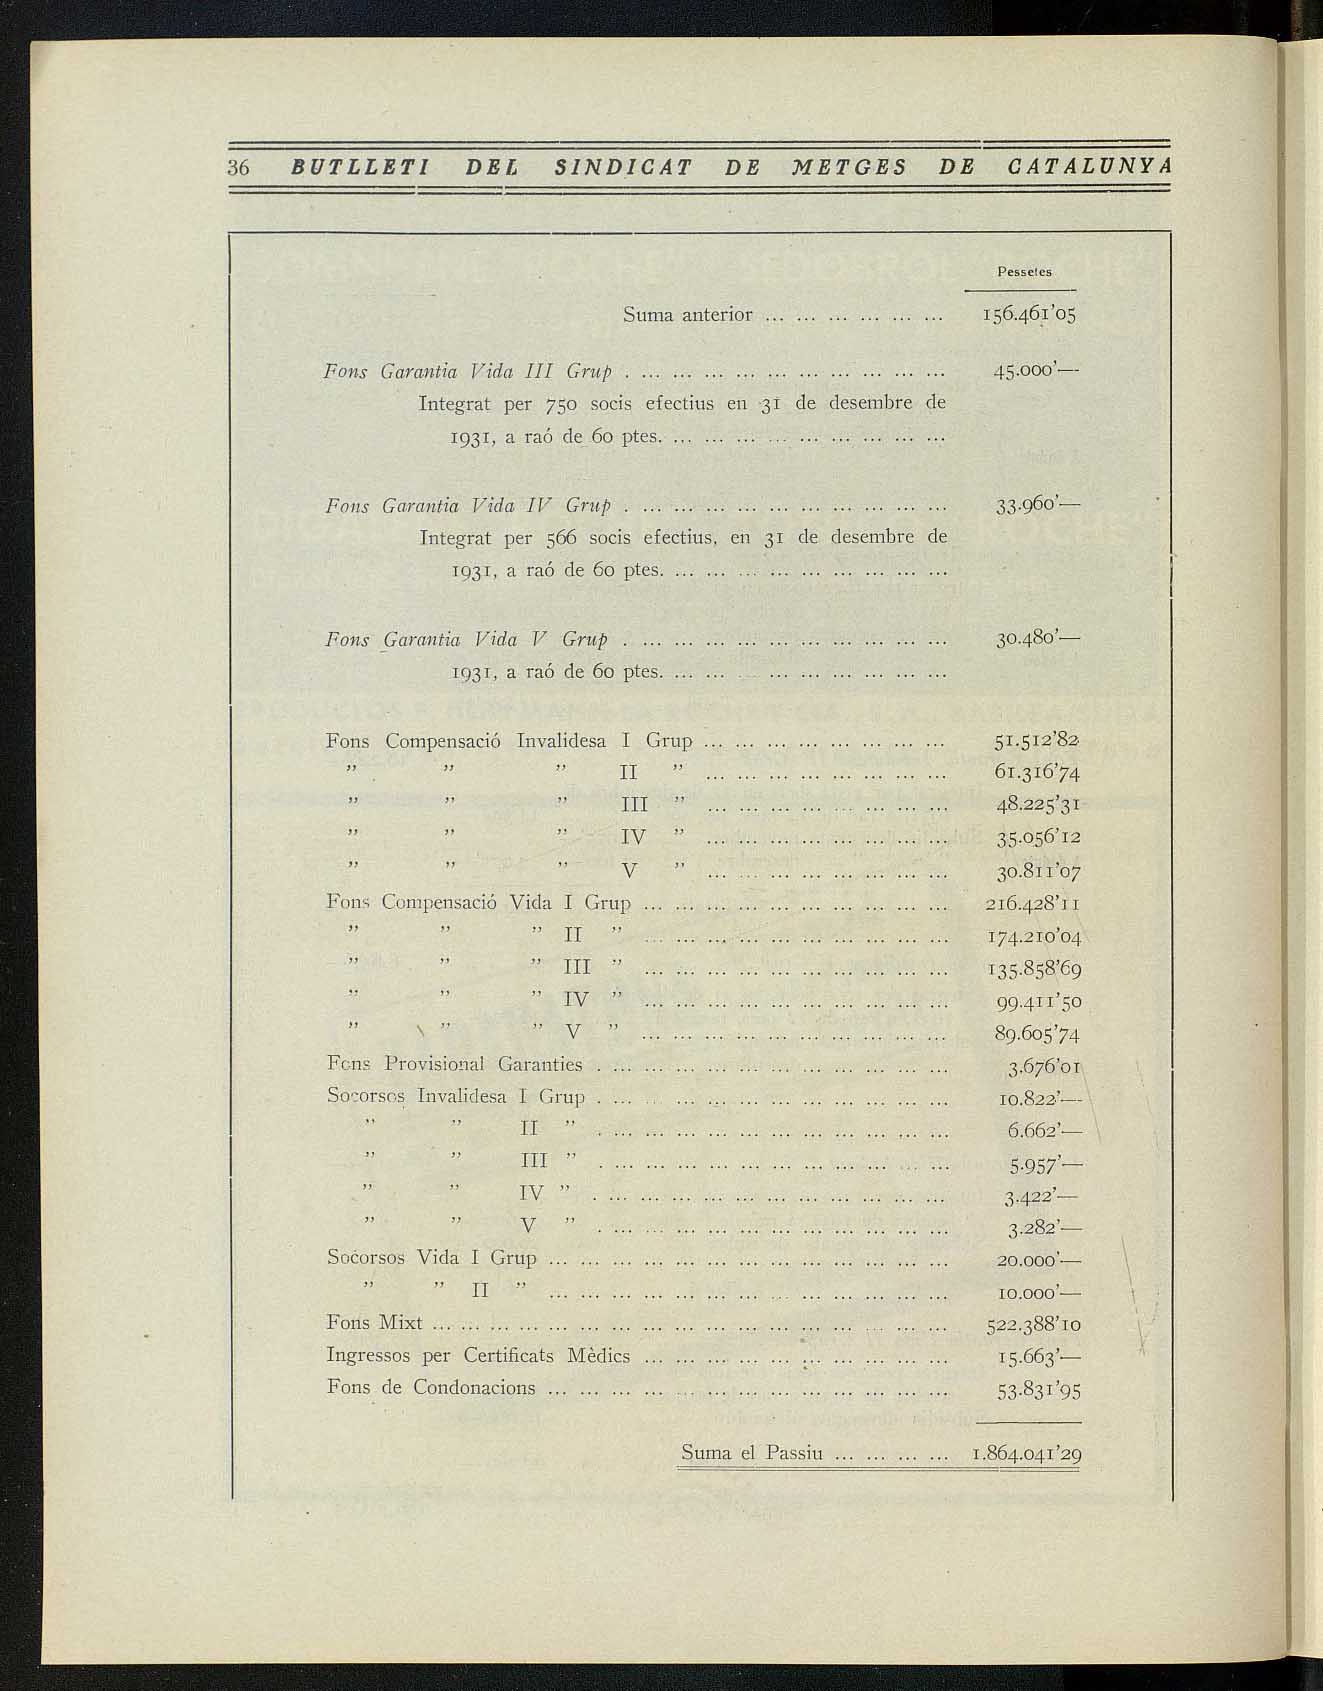 36 BUTLLETI DEL SINDICAT DE METGES DE CATALUNYA
Pessetes
Suma anterior ... ... ... ... ... ... 156.461'05
Fons Garantia Vida III Grup . ... ... ... ... ... ... ... ... ... ... 45.000'—
Integrat per 750 socis efectius en 31 de desembre de
1931, a raó de 60 ptes. ... ... ... ... ... ... ... ... ...
Fons Garantia Vida IV Grup . ... ... ... ... ... ... ... ... ... ... 33.960'—
Integrat per 566 socis efectius, en 31 de desembre de
1931, a raó de 60 ptes. ... ... ... ... ... ... ... ... ...
Fons Garantia Vida V Grup . ... ... ... ... ... ... ... ... ... ... 30.480'—
1931, a raó de 60 ptes. ... ... ... ... ... ... ... ... ...
Fons Compensació Invalidesa I Grup ... ... ... ... ... ... ... ... 51.512'82
” ” ” II ” ... ... ... ... ... ... ... ... 61.316'74
” ” ” III ” ... ... ... ... ... ... ... ... 48.225'31
” ” ” IV ” ... ... ... ... ... ... ... ... 35.056'12
” ” ” V ” ... ... ... ... ... ... ... ... 30.811'07
Fons Compensació Vida I Grup ... ... ... ... ... ... ... ... ... ... 216.428'11
” ” ” II ” ... ... ... ... ... ... ... ... ... ... 174.210'04
” ” ” III ” ... ... ... ... ... ... ... ... ... ... 135.858'69
” ” ” IV ” ... ... ... ... ... ... ... ... ... ... 99.411'50
” ” ” V ” ... ... ... ... ... ... ... ... ... ... 89.605'74
Fons Provisional Garanties . ... ... ... ... ... ... ... ... ... ... ... 3.676'01
Socorsos Invalidesa I Grup . ... ... ... ... ... ... ... ... ... ... 10.822'—
” ” II ” . ... ... ... ... ... ... ... ... ... ... ... 6.662'—
” ” III ” . ... ... ... ... ... ... ... ... ... ... ... 5.957'—
” ” IV ” . ... ... ... ... ... ... ... ... ... ... ... 3.422'—
” ” V ” . ... ... ... ... ... ... ... ... ... ... ... 3.282'—
Socorsos Vida I Grup ... ... ... ... ... ... ... ... ... ... ... ... ... 20.000'—
” ” II ” ... ... ... ... ... ... ... ... ... ... ... ... ... 10.000'—
Fons Mixt ... ... ... ... ... ... ... ... ... ... ... ... ... ... ... ... ... 522.388'10
Ingressos per Certificats Mèdics ... ... ... ... ... ... ... ... ... ... 15.663'—
Fons de Condonacions ... ... ... ... ... ... ... ... ... ... ... ... ... 53.831'95
Suma el Passiu ... ... ... ... 1.864.041'29